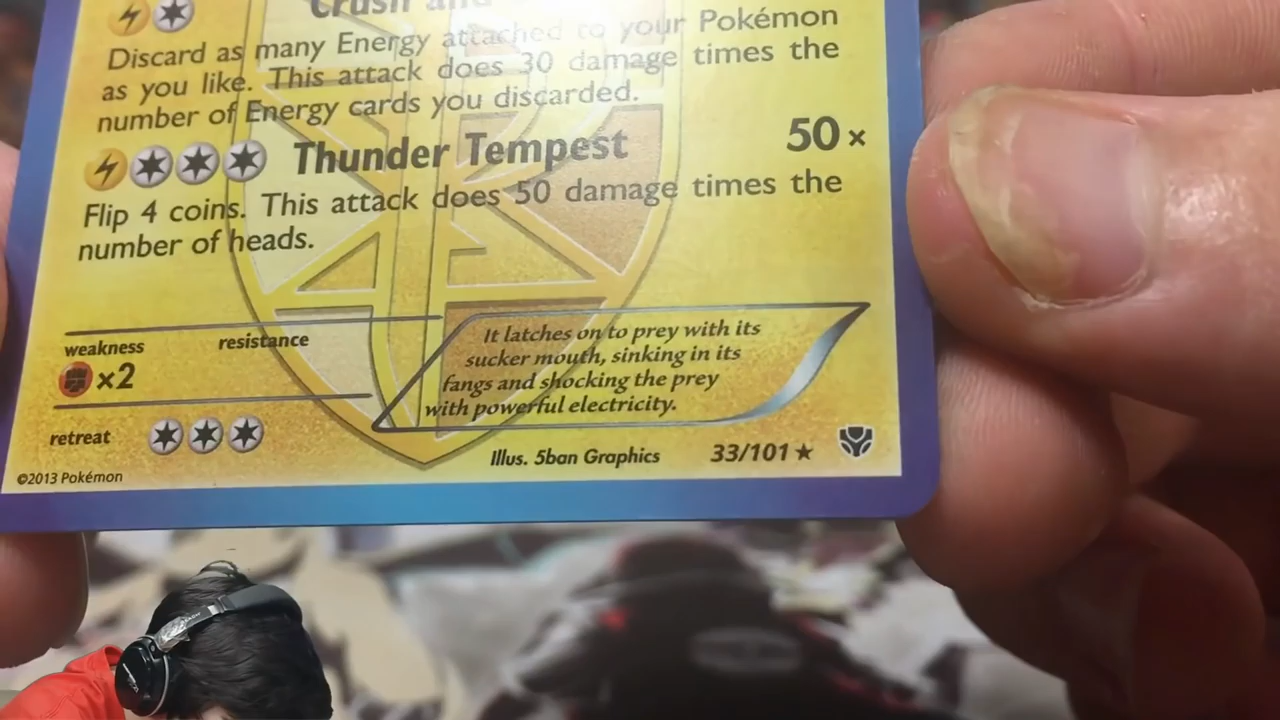 Crush and
Discard as many Energy attached to your Pokémon
as you like. This attack does 30 damage times the
number of Energy cards you discarded.
Thunder Tempest 50×
Flip 4 coins. This attack does 50 damage times the
number of heads.
weakness resistance
×2
It latches on to prey with its
sucker mouth, sinking in its
fangs and shocking the prey
with powerful electricity.
retreat
Illus. 5ban Graphics 33/101★
©2013 Pokémon